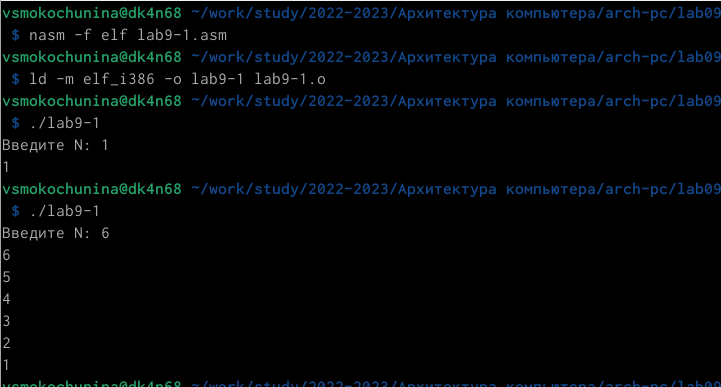 vsmokochunina@dk4n68 ~/work/study/2022-2023/Архитектура компьютера/arch-pc/lab09
$ nasm -f elf lab9-1.asm
vsmokochunina@dk4n68 ~/work/study/2022-2023/Архитектура компьютера/arch-pc/lab09
$ ld -m elf_i386 -o lab9-1 lab9-1.o
vsmokochunina@dk4n68 ~/work/study/2022-2023/Архитектура компьютера/arch-pc/lab09
$ ./lab9-1
Введите N: 1
1
vsmokochunina@dk4n68 ~/work/study/2022-2023/Архитектура компьютера/arch-pc/lab09
$ ./lab9-1
Введите N: 6
6
5
4
3
2
1
vsmokochunina@dk4n68 ~/work/study/2022-2023/Архитектура компьютера/arch-pc/lab09